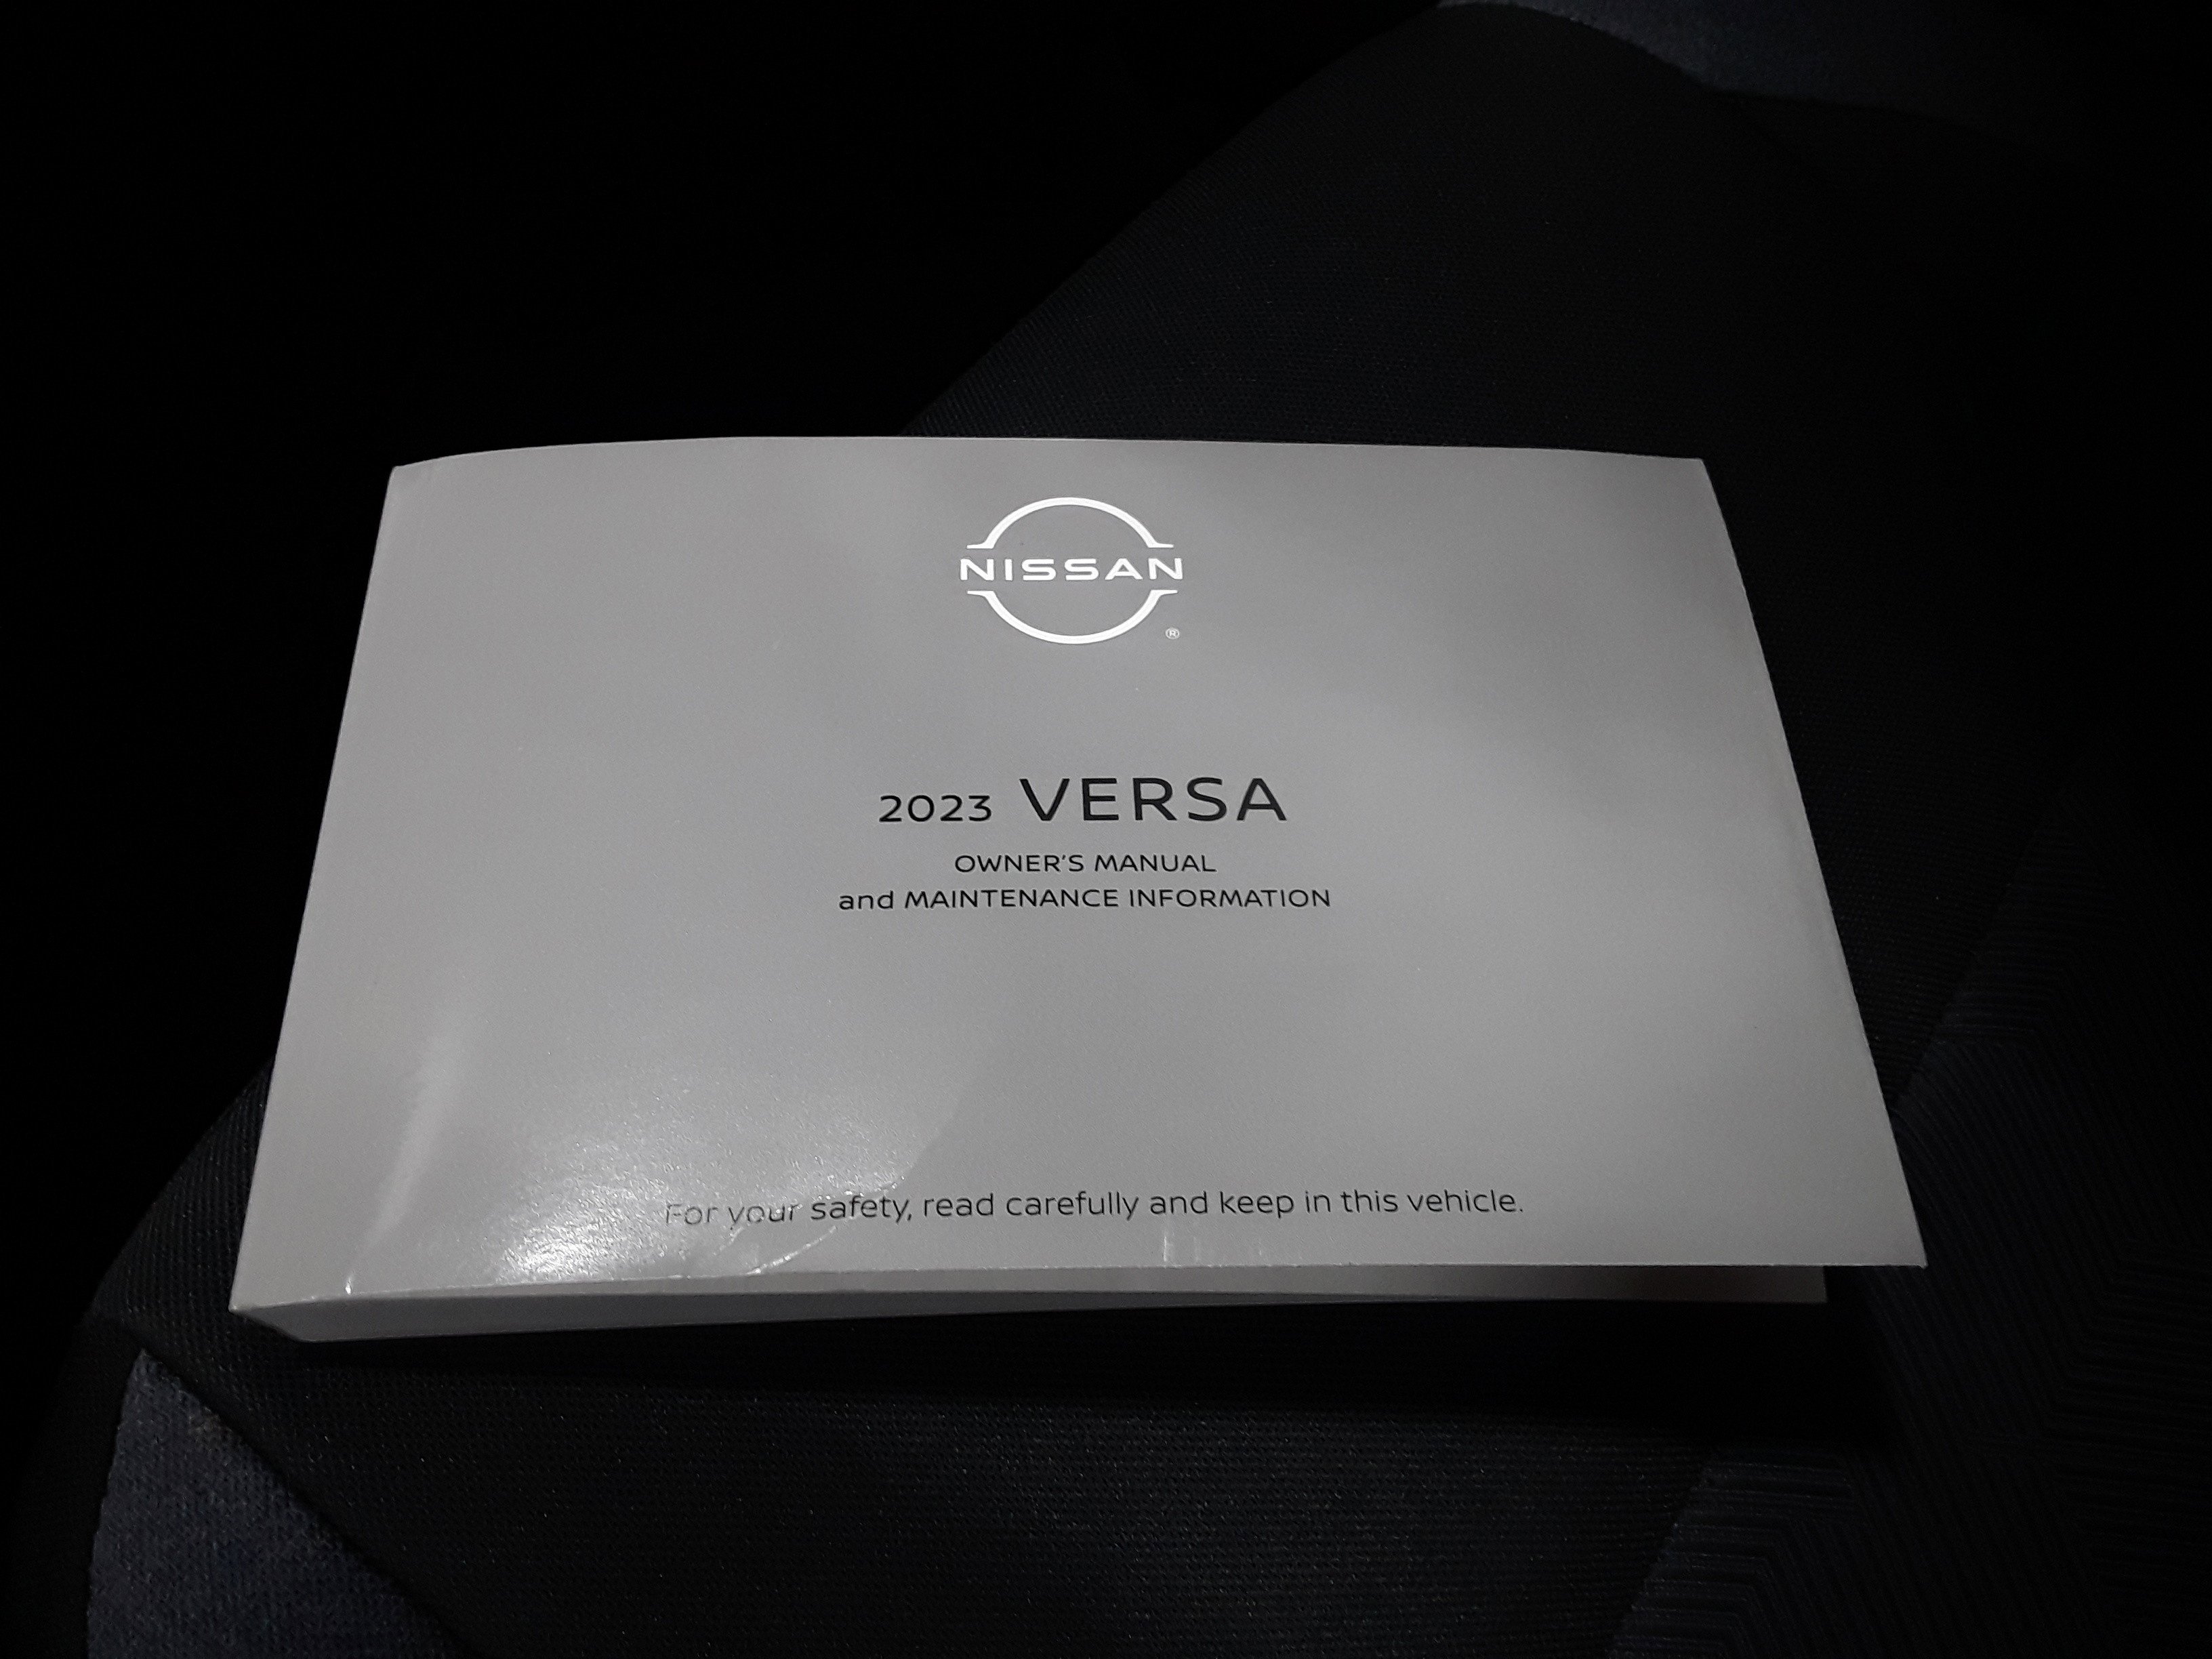 NISSAN
®
2023 VERSA
OWNER'S MANUAL
and MAINTENANCE INFORMATION
For your safety, read carefully and keep in this vehicle.